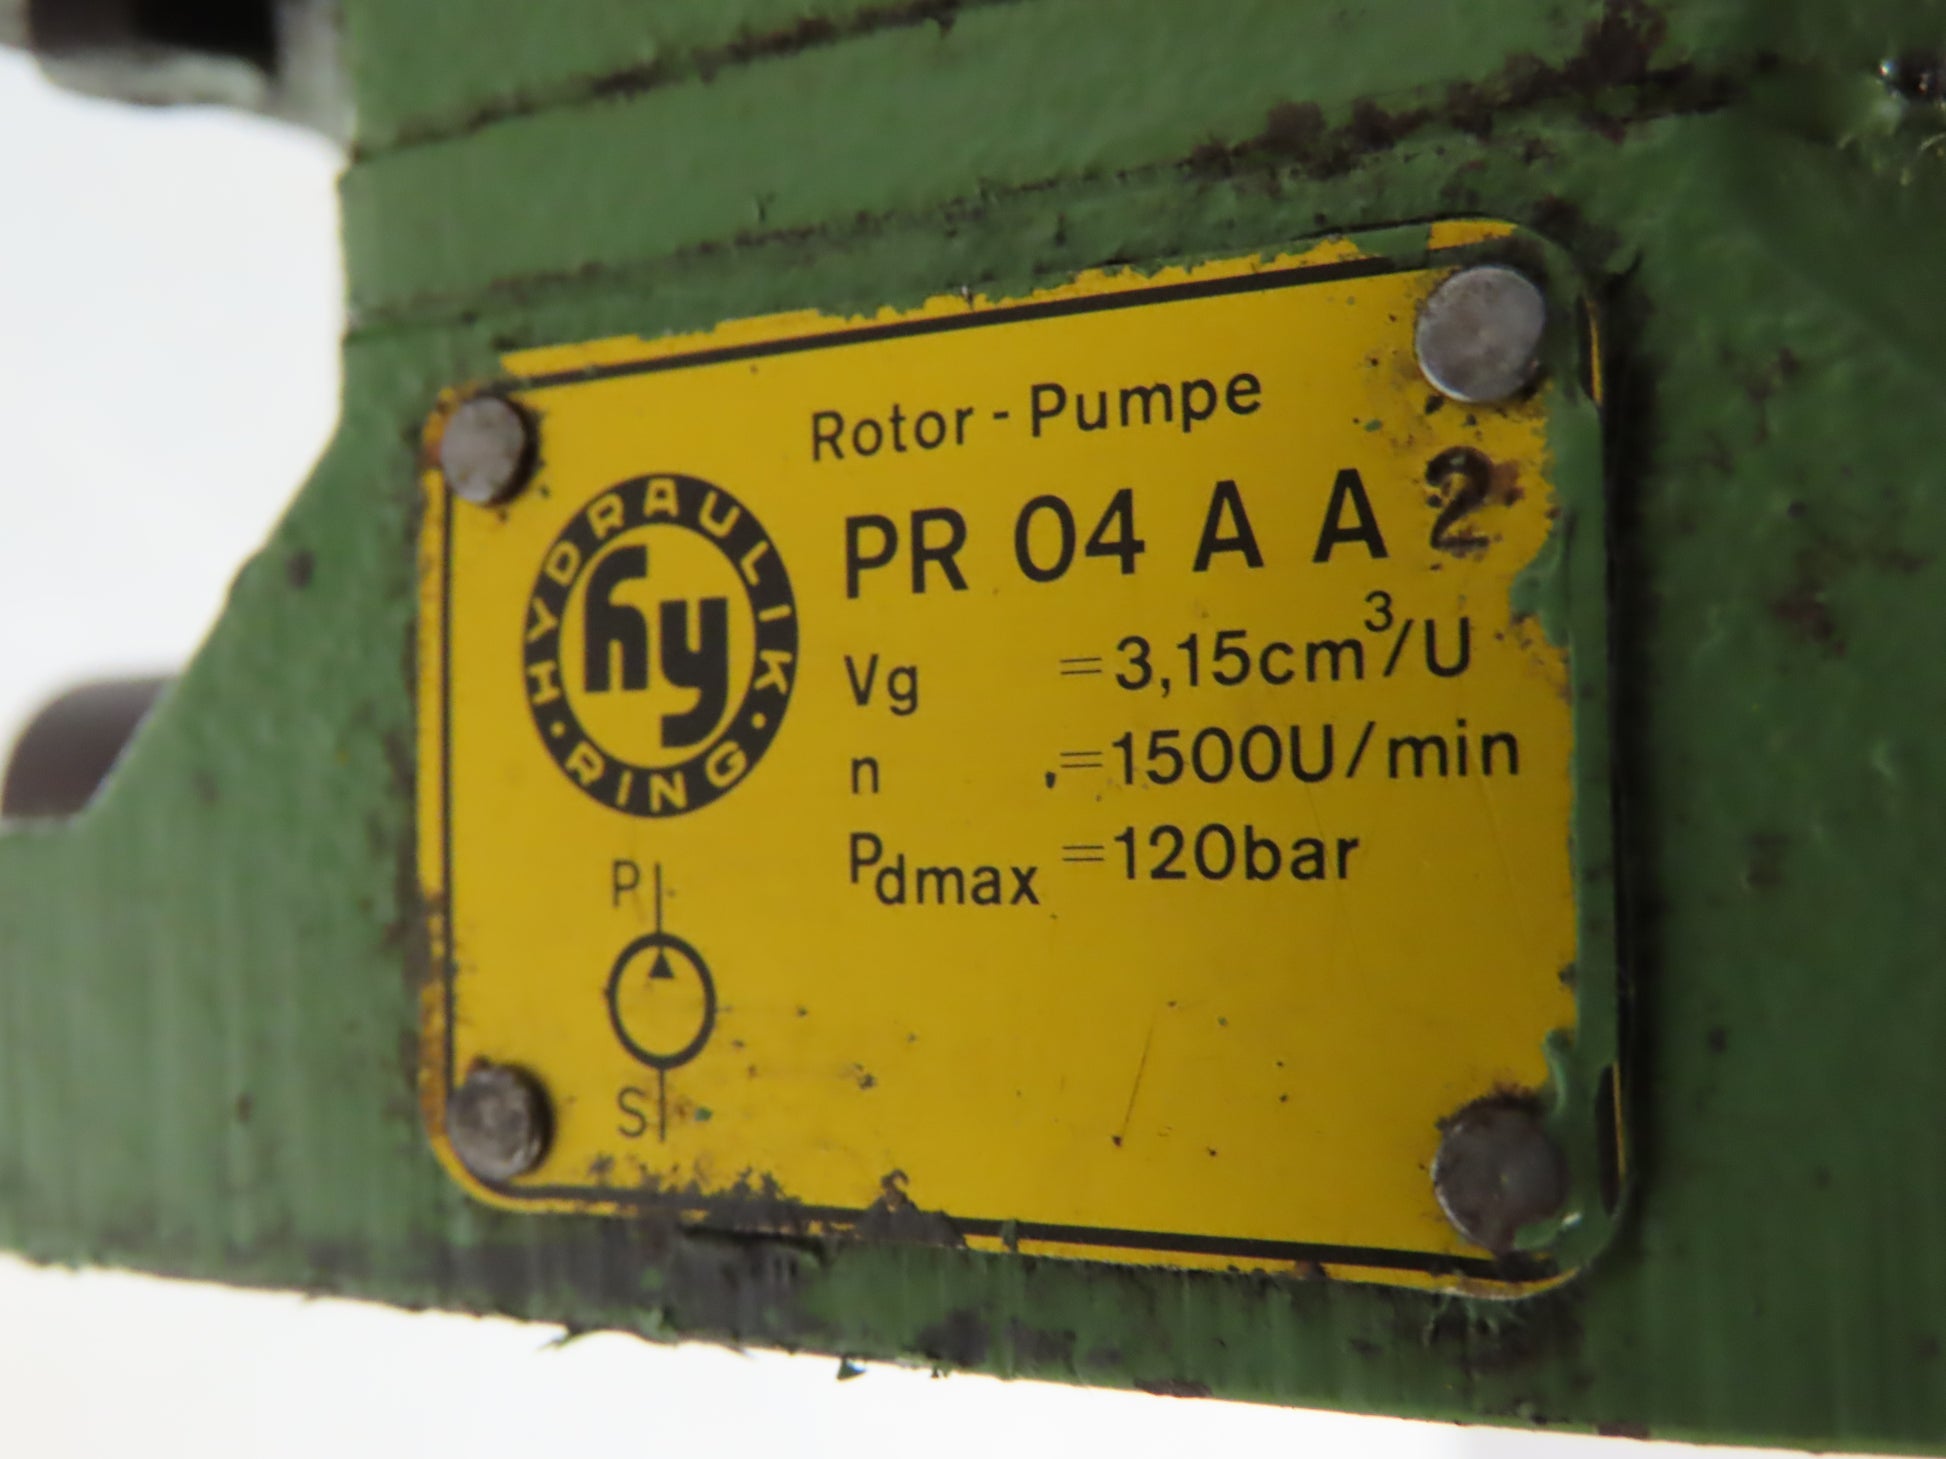 Rotor - Pumpe
PR 04 A A 2
HYDRAULIK · RING ·
hy
Vg =3,15cm³/U
n =1500U/min
Pdmax =120bar
P
S